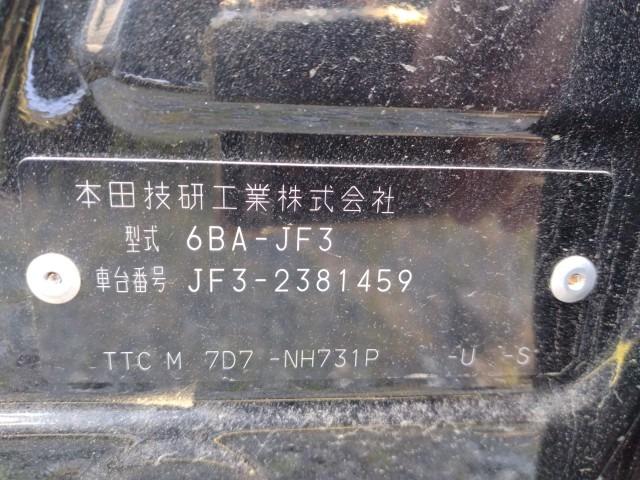 本田技研工業株式会社
型式 6BA-JF3
車台番号 JF3-2381459
TTC M 7D7 -NH731P -U -S